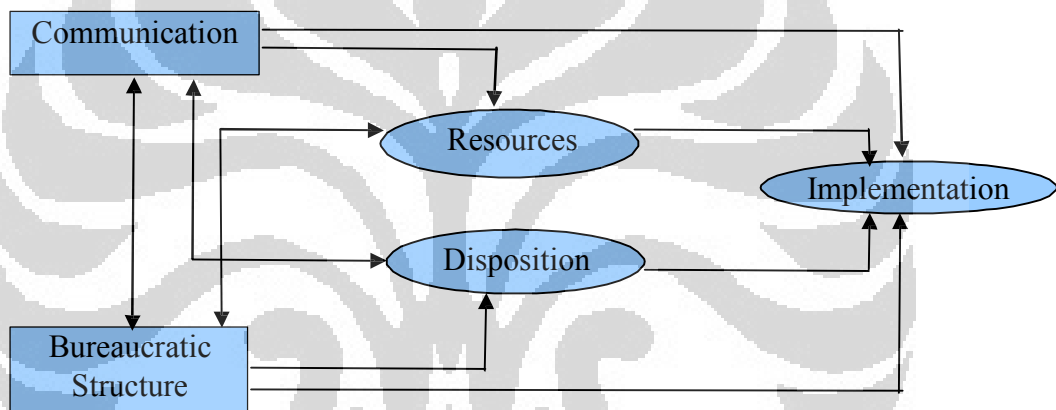 Communication
Resources
Implementation
Disposition
Bureaucratic
Structure